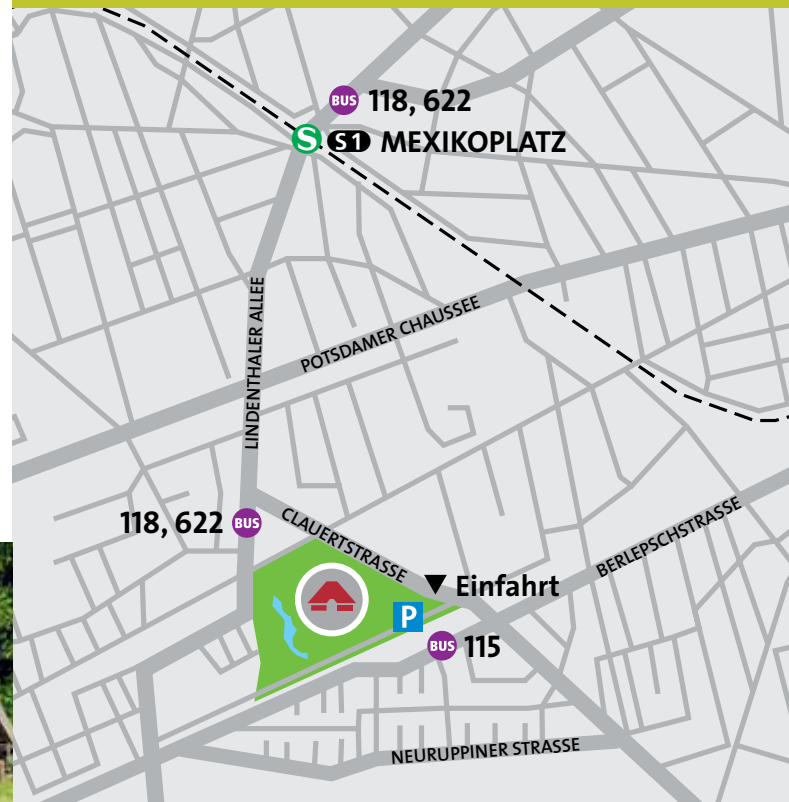 BUS 118, 622
S S1 MEXIKOPLATZ
LINDENTHALER ALLEE
POTSDAMER CHAUSSEE
118, 622 BUS
CLAUERTSTRASSE
BERLEPSCHSTRASSE
Einfahrt
P
BUS 115
NEURUPPINER STRASSE